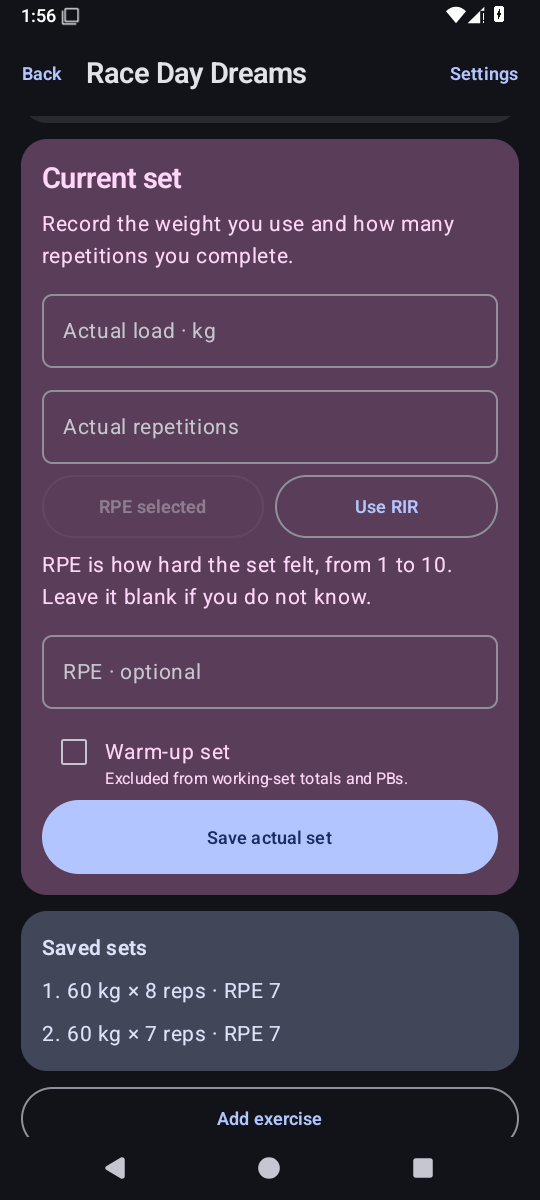 1:56
Back
Race Day Dreams
Settings
Current set
Record the weight you use and how many
repetitions you complete.
Actual load · kg
Actual repetitions
RPE selected
Use RIR
RPE is how hard the set felt, from 1 to 10.
Leave it blank if you do not know.
RPE · optional
Warm-up set
Excluded from working-set totals and PBs.
Save actual set
Saved sets
1. 60 kg × 8 reps · RPE 7
2. 60 kg × 7 reps · RPE 7
Add exercise